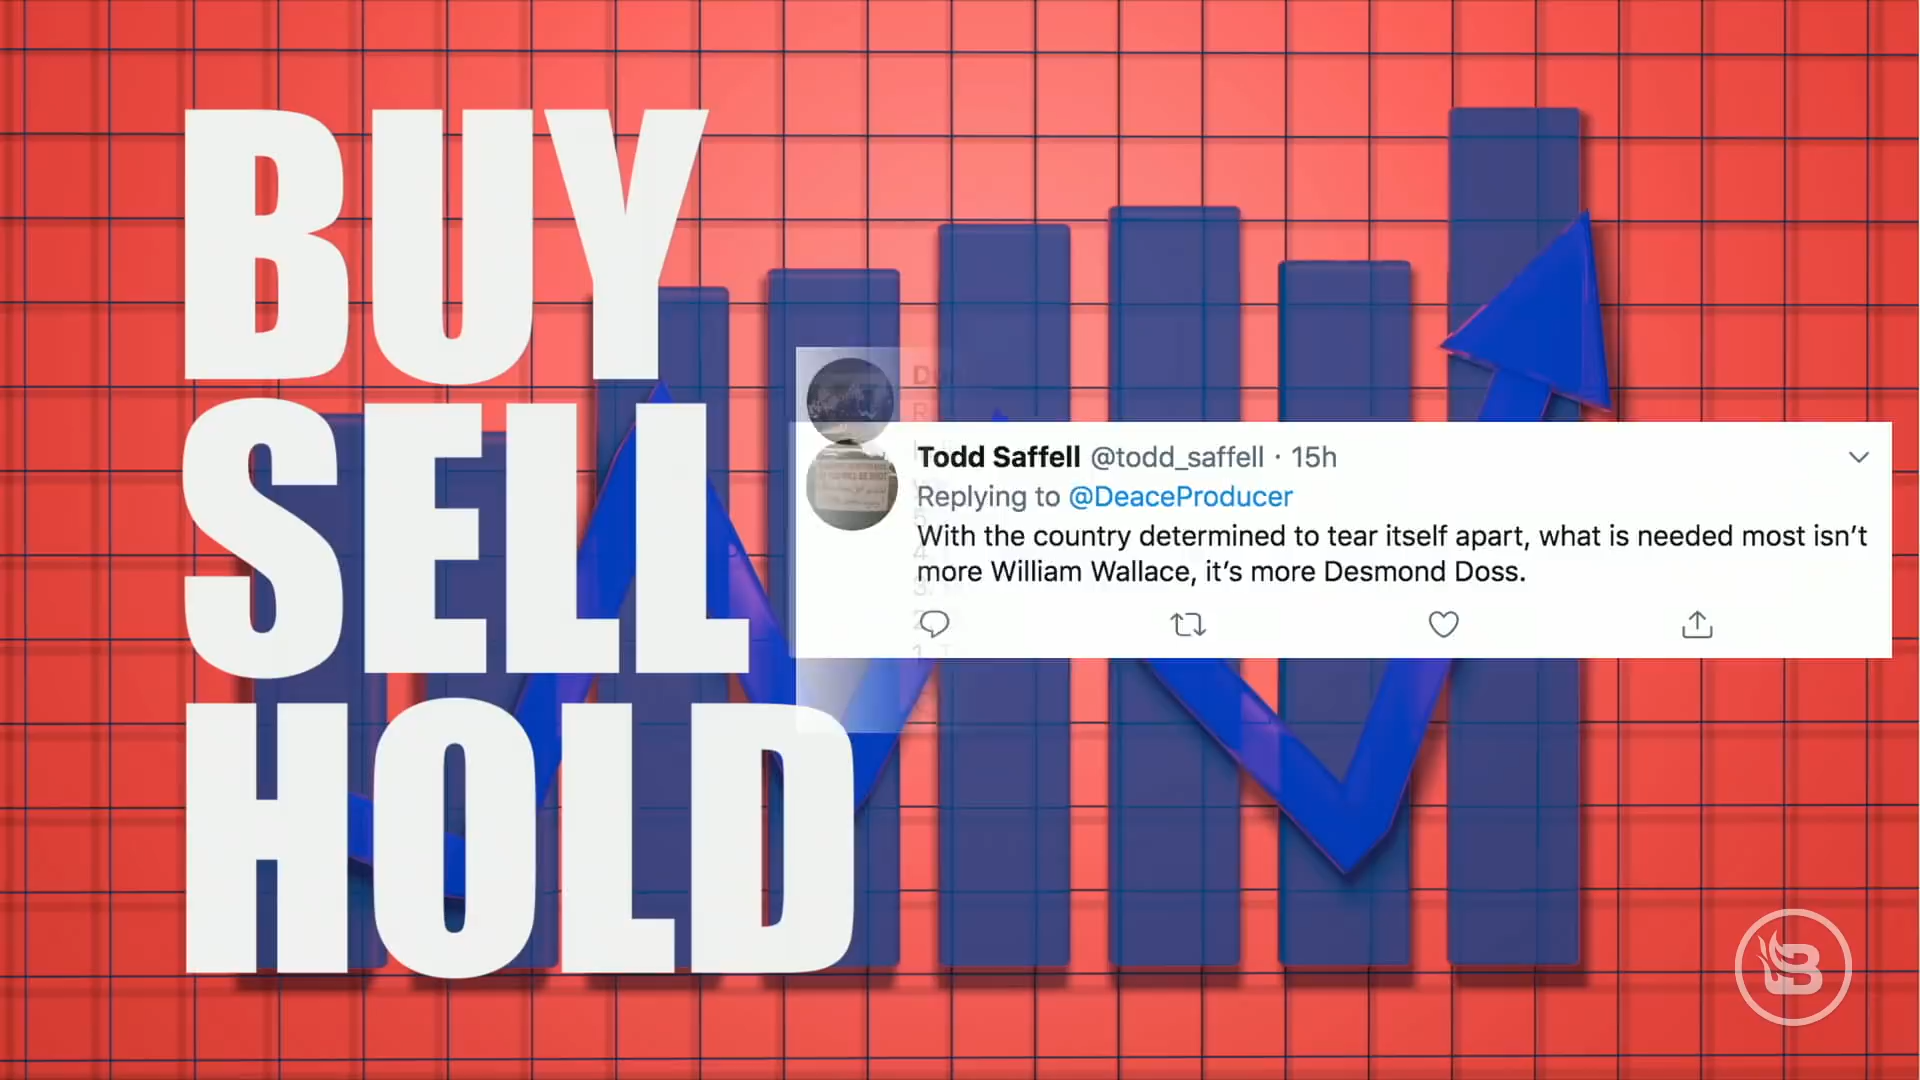 BUY
SELL
HOLD
Todd Saffell @todd_saffell · 15h
Replying to @DeaceProducer
With the country determined to tear itself apart, what is needed most isn’t
more William Wallace, it’s more Desmond Doss.
B